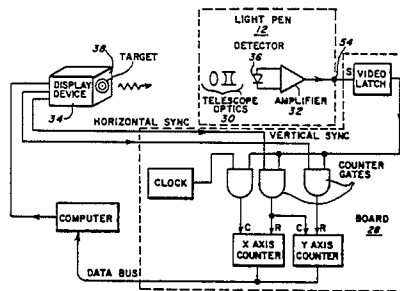 LIGHT PEN
12
DETECTOR
36
54
38
TARGET
DISPLAY
DEVICE
34
TELESCOPE
OPTICS
30
AMPLIFIER
32
S
VIDEO
LATCH
HORIZONTAL SYNC
VERTICAL SYNC
COUNTER
GATES
CLOCK
COMPUTER
C
R
C
R
X AXIS
COUNTER
Y AXIS
COUNTER
BOARD
28
DATA BUS